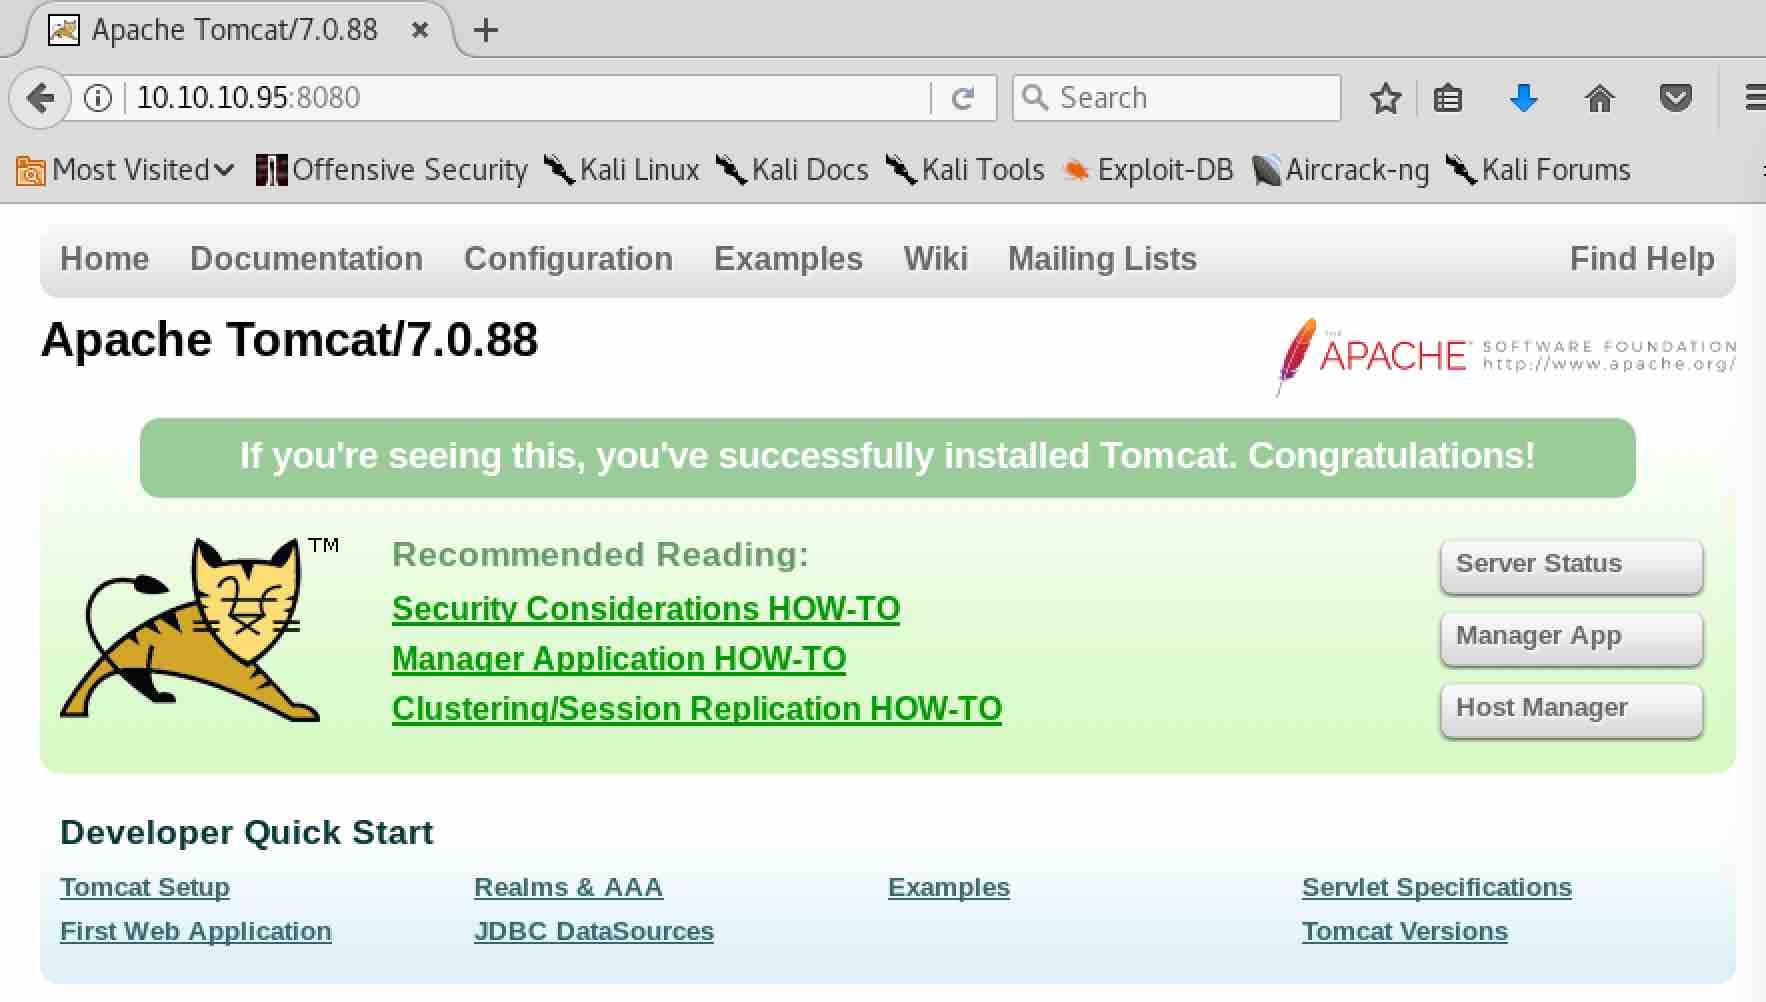 Apache Tomcat/7.0.88
10.10.10.95:8080
Search
Most Visited Offensive Security Kali Linux Kali Docs Kali Tools Exploit-DB Aircrack-ng Kali Forums
Home Documentation Configuration Examples Wiki Mailing Lists Find Help
Apache Tomcat/7.0.88
THE
APACHE® SOFTWARE FOUNDATION
http://www.apache.org/
If you're seeing this, you've successfully installed Tomcat. Congratulations!
TM
Recommended Reading:
Security Considerations HOW-TO
Manager Application HOW-TO
Clustering/Session Replication HOW-TO
Server Status
Manager App
Host Manager
Developer Quick Start
Tomcat Setup
First Web Application
Realms & AAA
JDBC DataSources
Examples
Servlet Specifications
Tomcat Versions